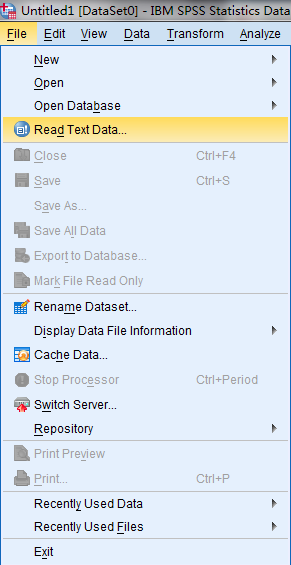 Untitled1 [DataSet0] - IBM SPSS Statistics Data
File Edit View Data Transform Analyze
New
Open
Open Database
Read Text Data...
Close Ctrl+F4
Save Ctrl+S
Save As...
Save All Data
Export to Database...
Mark File Read Only
Rename Dataset...
Display Data File Information
Cache Data...
Stop Processor Ctrl+Period
Switch Server...
Repository
Print Preview
Print... Ctrl+P
Recently Used Data
Recently Used Files
Exit